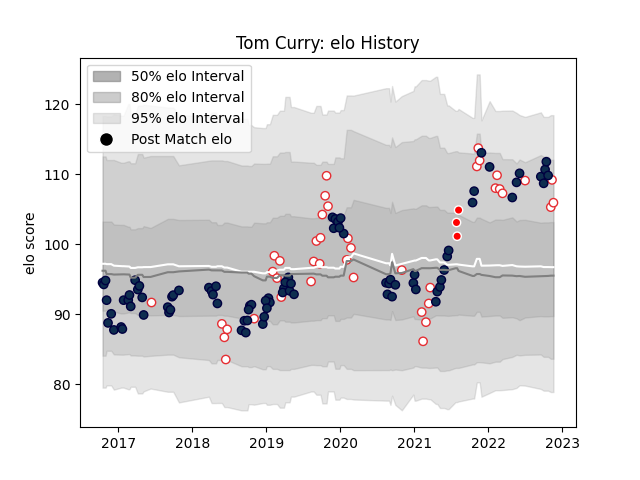 Tom Curry: elo History
50% elo Interval
80% elo Interval
95% elo Interval
Post Match elo
elo score
120
110
100
90
80
2017 2018 2019 2020 2021 2022 2023